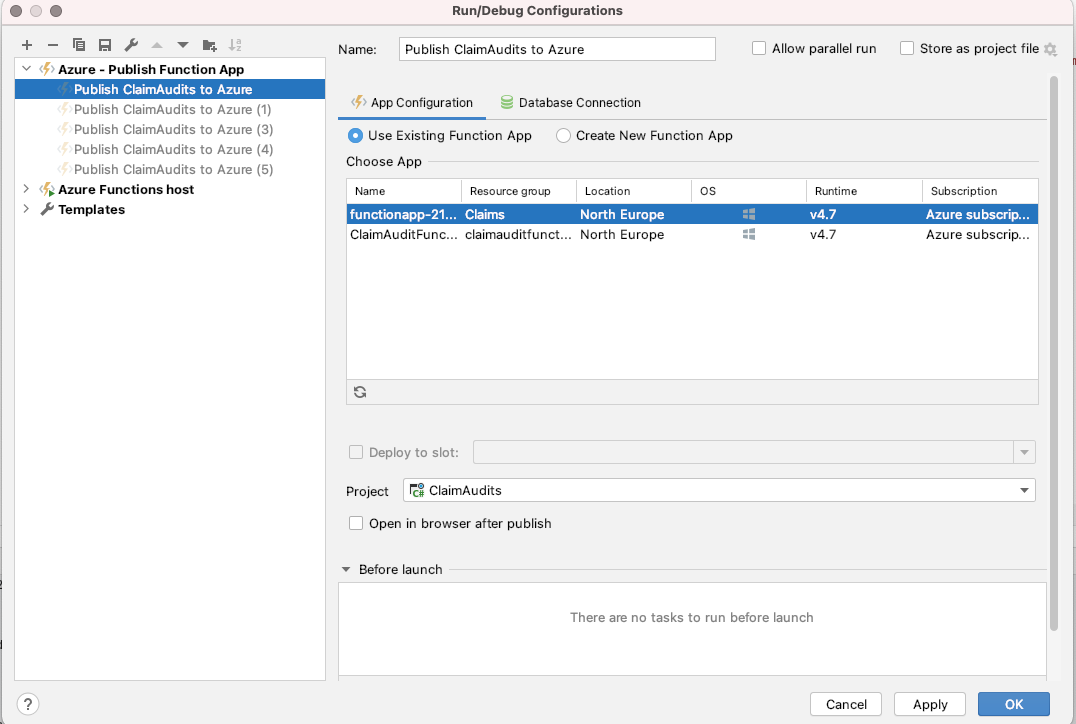 Run/Debug Configurations
Name: Publish ClaimAudits to Azure Allow parallel run Store as project file
Azure - Publish Function App
Publish ClaimAudits to Azure
Publish ClaimAudits to Azure (1)
Publish ClaimAudits to Azure (3)
Publish ClaimAudits to Azure (4)
Publish ClaimAudits to Azure (5)
Azure Functions host
Templates
App Configuration Database Connection
Use Existing Function App Create New Function App
Choose App
Name Resource group Location OS Runtime Subscription
functionapp-21... Claims North Europe v4.7 Azure subscrip...
ClaimAuditFunc... claimauditfunct... North Europe v4.7 Azure subscrip...
Deploy to slot:
Project C# ClaimAudits
Open in browser after publish
Before launch
There are no tasks to run before launch
? Cancel Apply OK